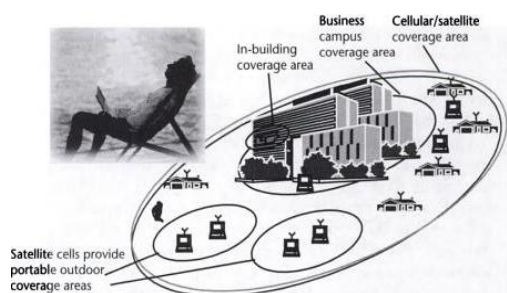 Business
campus
coverage area
Cellular/satellite
coverage area
In-building
coverage area
Satellite cells provide
portable outdoor
coverage areas